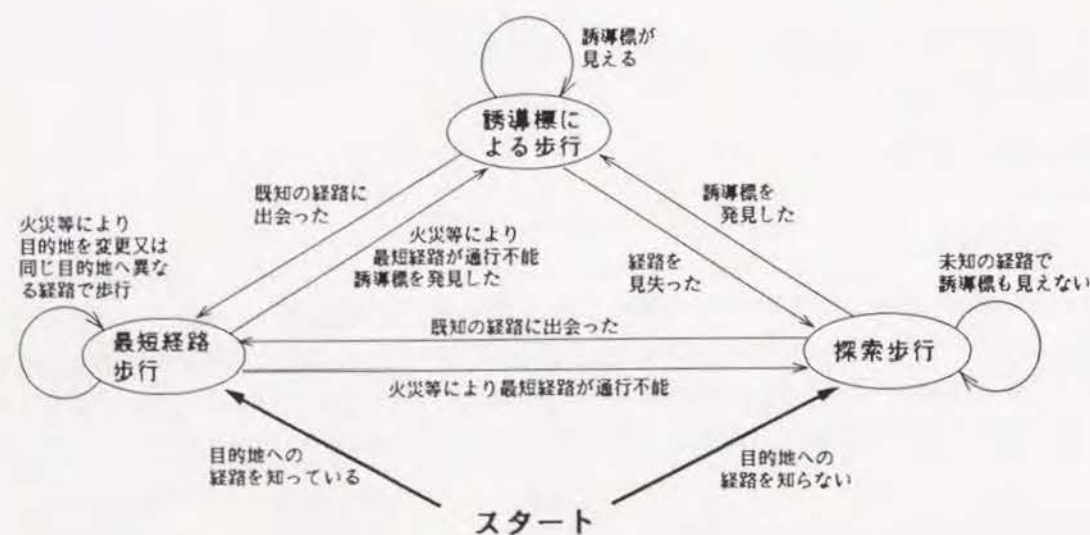 誘導標が
見える
誘導標に
よる歩行
既知の経路に
出会った
誘導標を
発見した
火災等により
目的地を変更又は
同じ目的地へ異な
る経路で歩行
火災等により
最短経路が通行不能
誘導標を発見した
経路を
見失った
未知の経路で
誘導標も見えない
既知の経路に出会った
最短経路
歩行
探索歩行
火災等により最短経路が通行不能
目的地への
経路を知っている
目的地への
経路を知らない
スタート